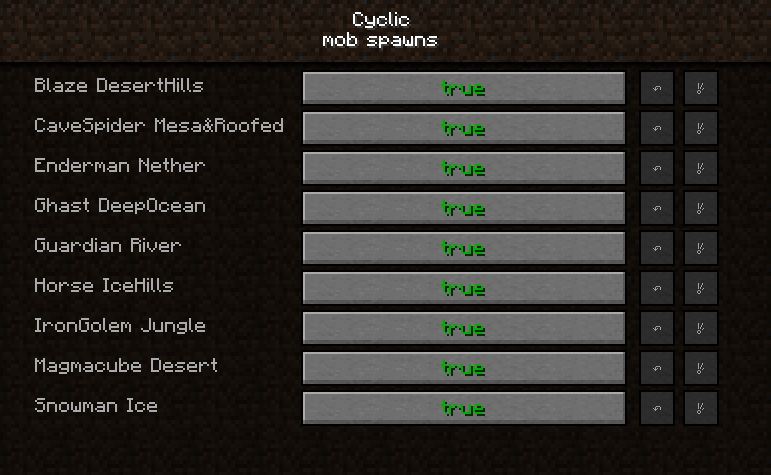 Cyclic
mob spawns
Blaze DesertHills true
CaveSpider Mesa&Roofed true
Enderman Nether true
Ghast DeepOcean true
Guardian River true
Horse IceHills true
IronGolem Jungle true
Magmacube Desert true
Snowman Ice true